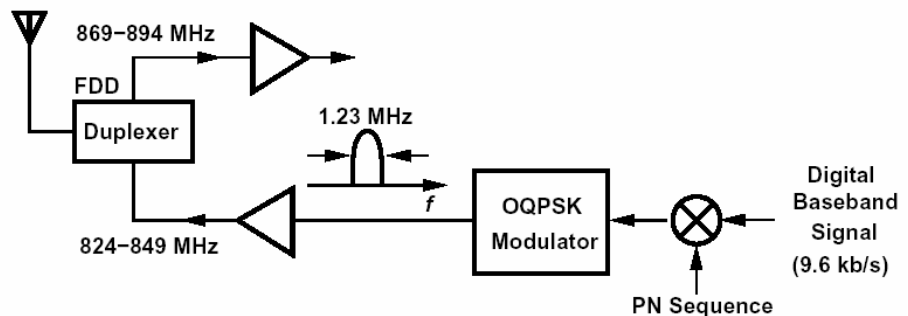 869–894 MHz
FDD
Duplexer
1.23 MHz
f
824–849 MHz
OQPSK
Modulator
Digital
Baseband
Signal
(9.6 kb/s)
PN Sequence